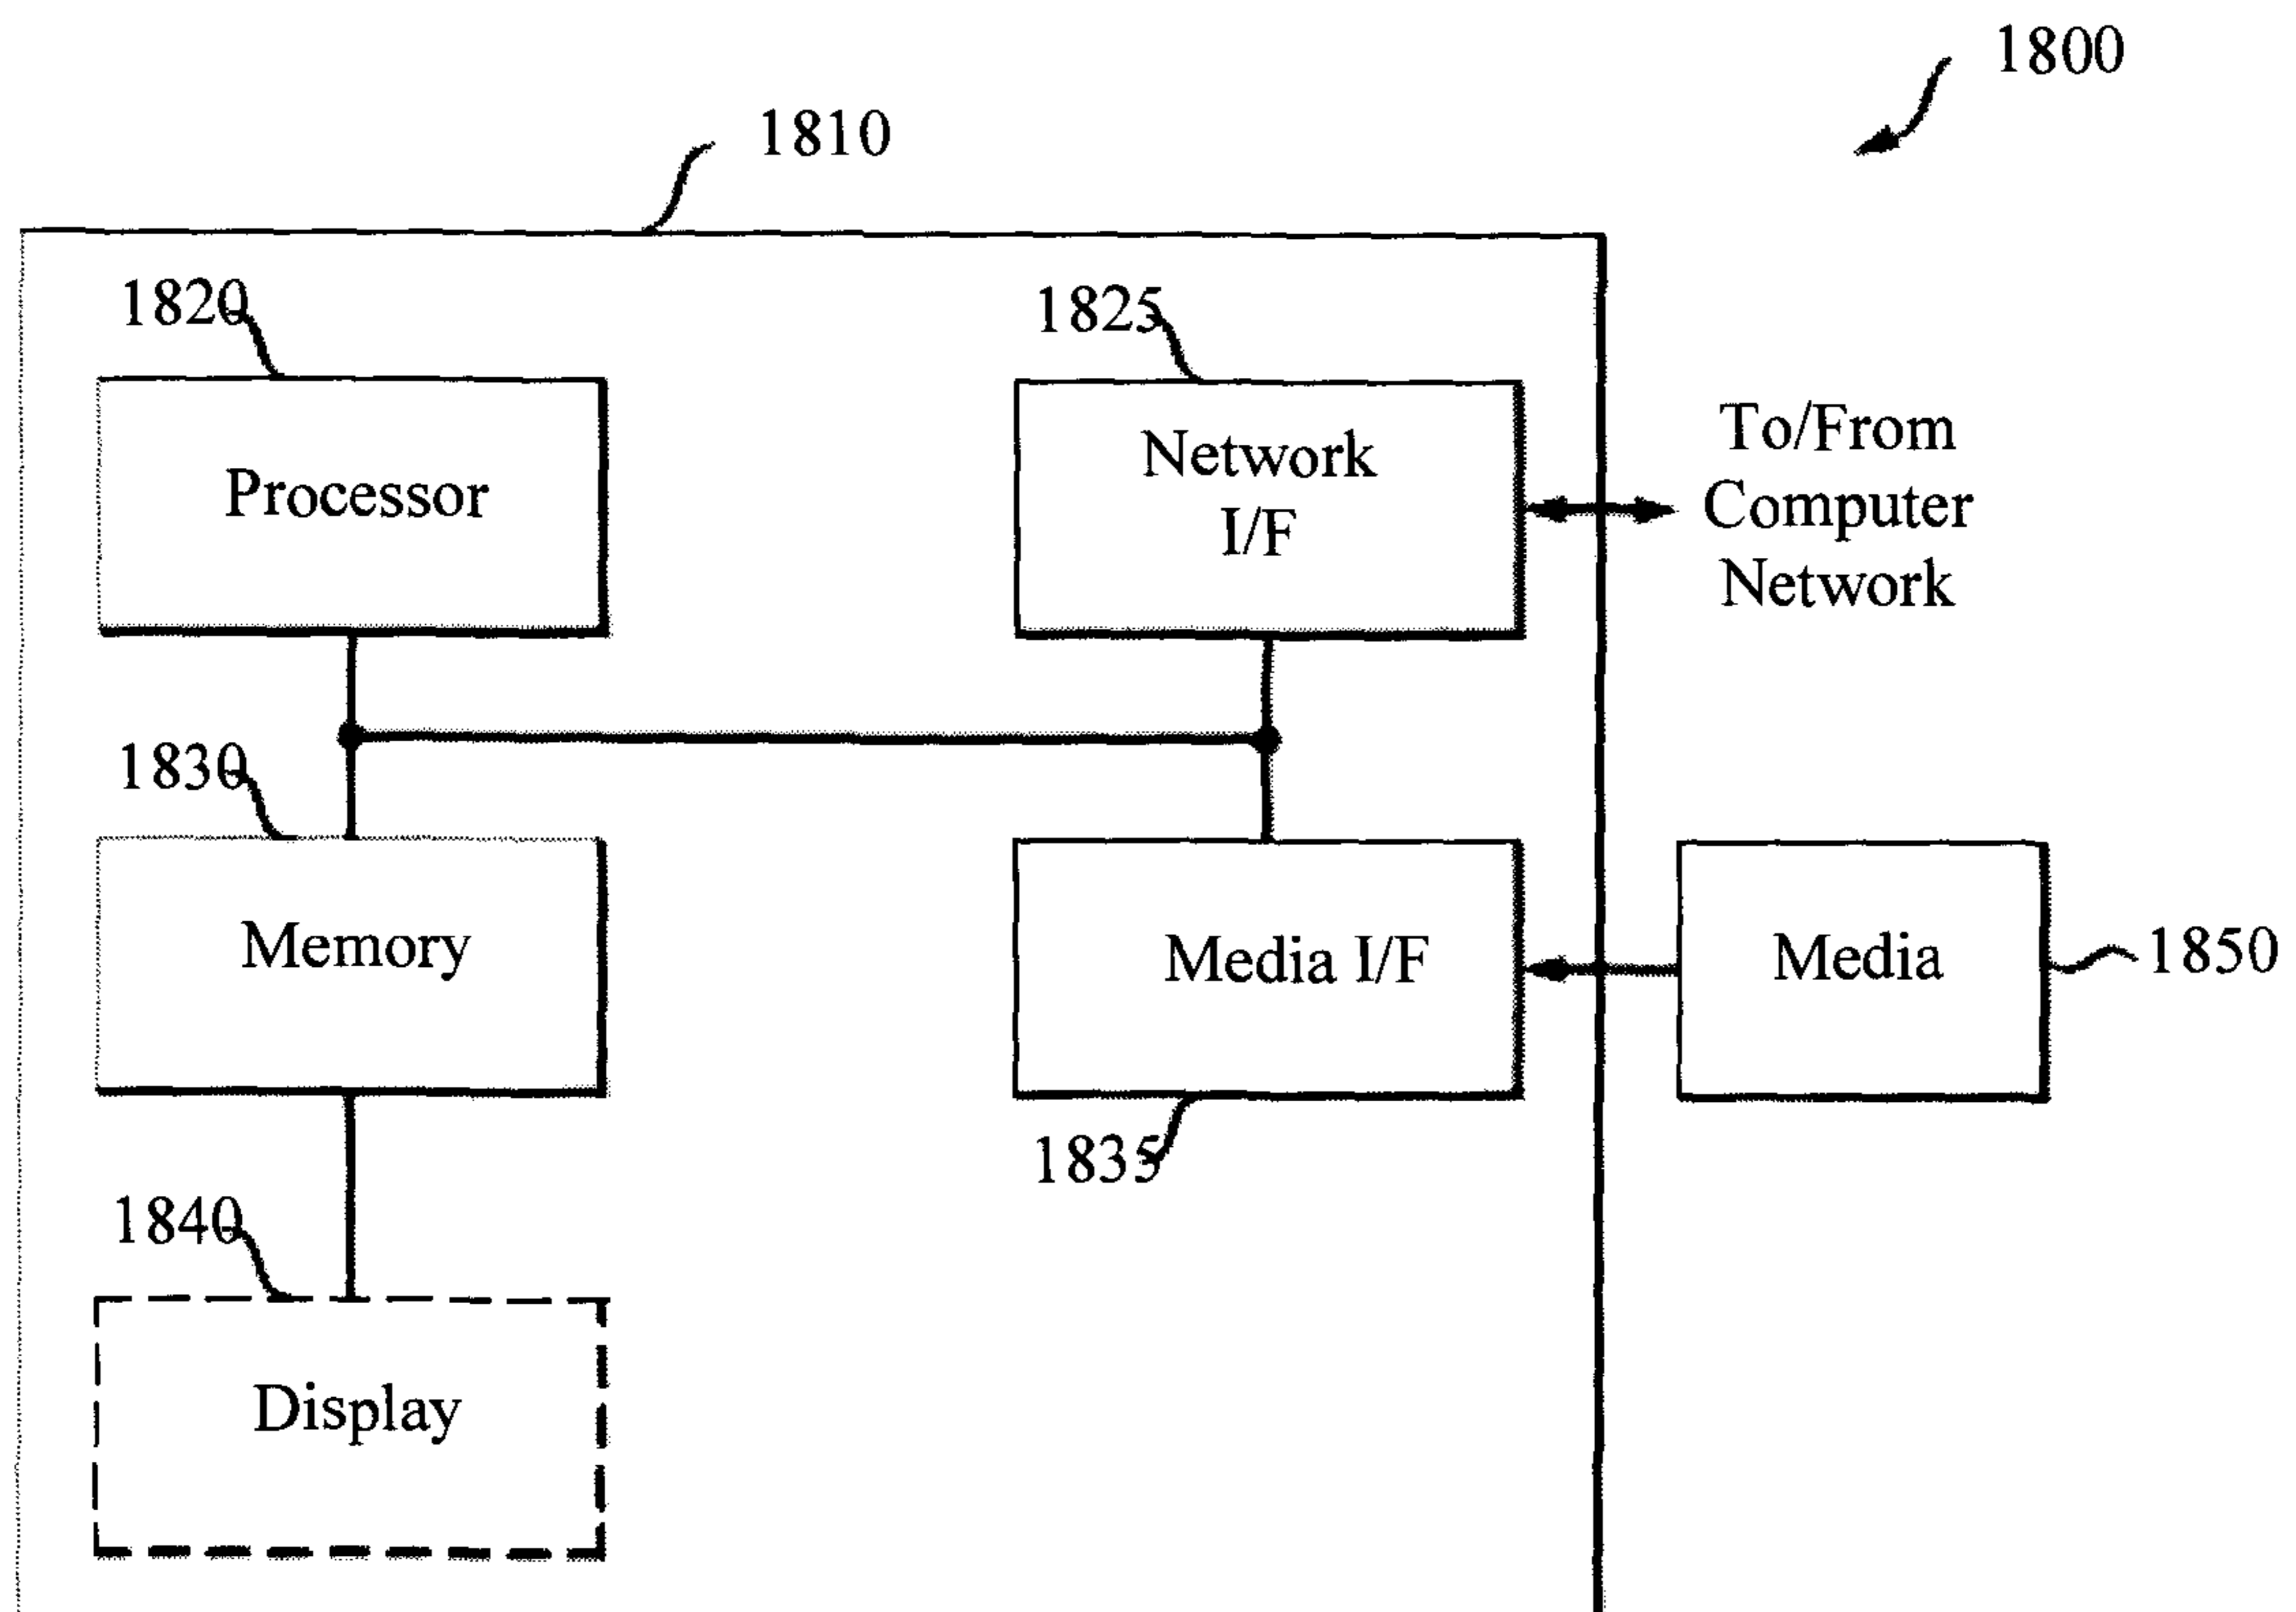 1800
1810
1820
1825
Processor
Network
I/F
To/From
Computer
Network
1830
Memory
Media I/F
Media
1850
1835
1840
Display